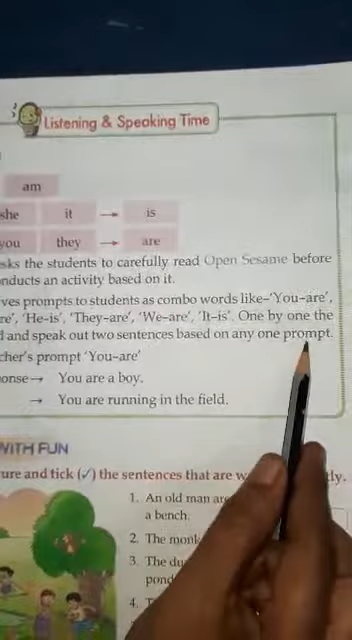 Listening & Speaking Time
am
she it → is
you they → are
sks the students to carefully read Open Sesame before
nducts an activity based on it.
ves prompts to students as combo words like–'You–are',
re', 'He–is', 'They–are', 'We–are', 'It–is'. One by one the
d and speak out two sentences based on any one prompt.
cher's prompt 'You–are'
onse → You are a boy.
→ You are running in the field.
WITH FUN
ure and tick (✓) the sentences that are w tly.
1. An old man are
a bench.
2. The monk
3. The du
pond
4. T